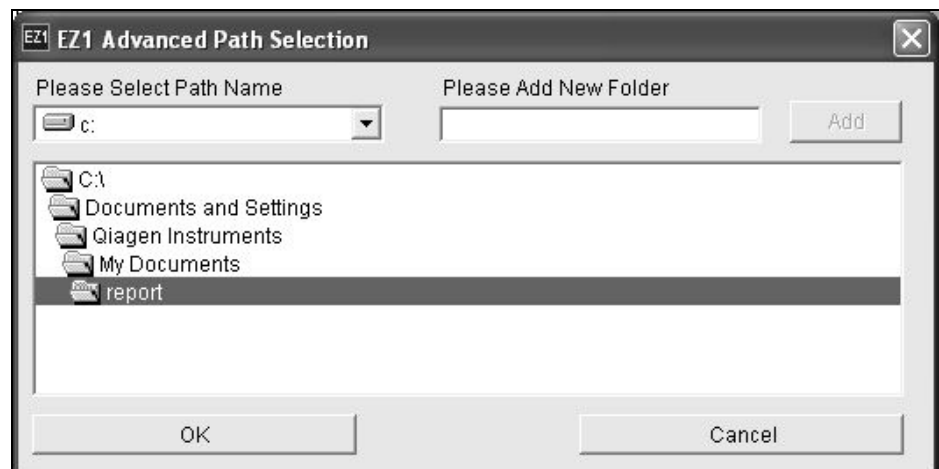 EZ1 EZ1 Advanced Path Selection
Please Select Path Name Please Add New Folder
c: Add
C:\
Documents and Settings
Qiagen Instruments
My Documents
report
OK Cancel